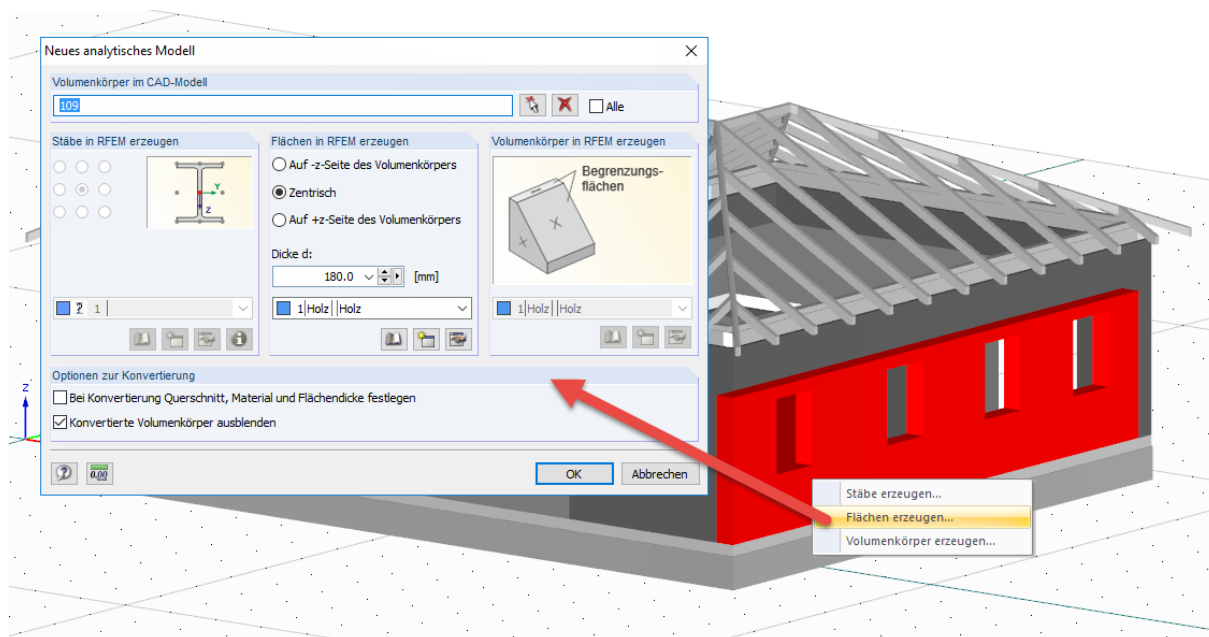 Neues analytisches Modell
Volumenkörper im CAD-Modell
109
Alle
Stäbe in RFEM erzeugen
Y
z
? 1
Flächen in RFEM erzeugen
Auf -z-Seite des Volumenkörpers
Zentrisch
Auf +z-Seite des Volumenkörpers
Dicke d:
180.0 [mm]
1|Holz||Holz
Volumenkörper in RFEM erzeugen
Begrenzungs-
flächen
1|Holz||Holz
Optionen zur Konvertierung
Bei Konvertierung Querschnitt, Material und Flächendicke festlegen
Konvertierte Volumenkörper ausblenden
0.00
OK
Abbrechen
Z
Stäbe erzeugen...
Flächen erzeugen...
Volumenkörper erzeugen...